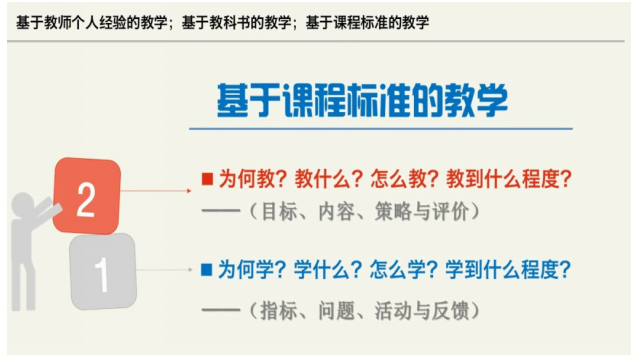 基于教师个人经验的教学；基于教科书的教学；基于课程标准的教学
基于课程标准的教学
2
■ 为何教？教什么？怎么教？教到什么程度？
——（目标、内容、策略与评价）
1
■ 为何学？学什么？怎么学？学到什么程度？
——（指标、问题、活动与反馈）